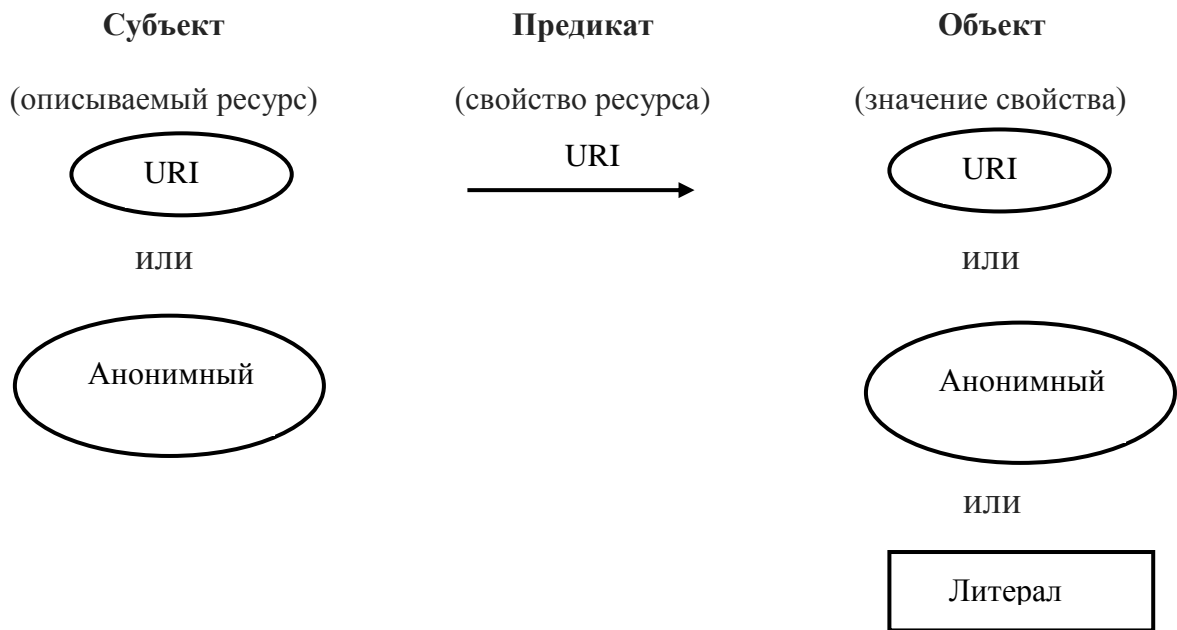 Субъект Предикат Объект
(описываемый ресурс) (свойство ресурса) (значение свойства)
URI URI URI
или или
Анонимный Анонимный
или
Литерал